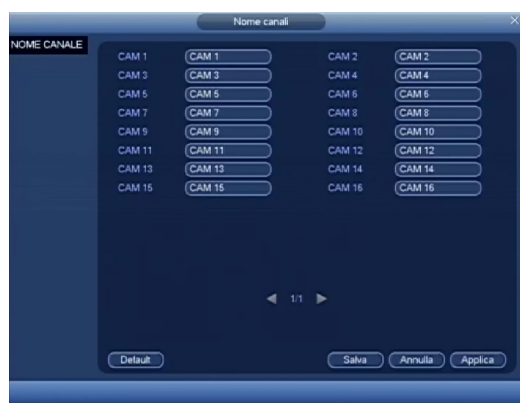 Nome canali
NOME CANALE
CAM 1 CAM 1 CAM 2 CAM 2
CAM 3 CAM 3 CAM 4 CAM 4
CAM 5 CAM 5 CAM 6 CAM 6
CAM 7 CAM 7 CAM 8 CAM 8
CAM 9 CAM 9 CAM 10 CAM 10
CAM 11 CAM 11 CAM 12 CAM 12
CAM 13 CAM 13 CAM 14 CAM 14
CAM 15 CAM 15 CAM 16 CAM 16
1/1
Default Salva Annulla Applica